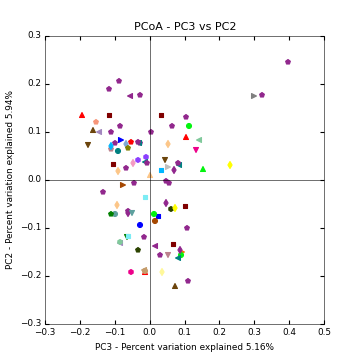 PCoA - PC3 vs PC2
0.3
0.2
0.1
0.0
−0.1
−0.2
−0.3
PC2 - Percent variation explained 5.94%
−0.3 −0.2 −0.1 0.0 0.1 0.2 0.3 0.4 0.5
PC3 - Percent variation explained 5.16%